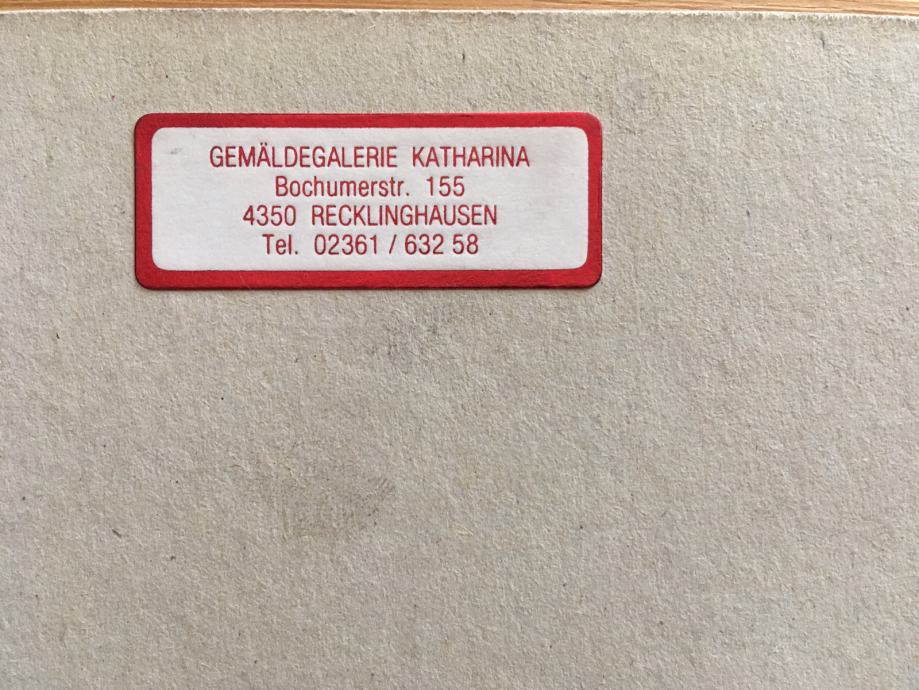 GEMÄLDEGALERIE KATHARINA
Bochumerstr. 155
4350 RECKLINGHAUSEN
Tel. 02361 / 632 58